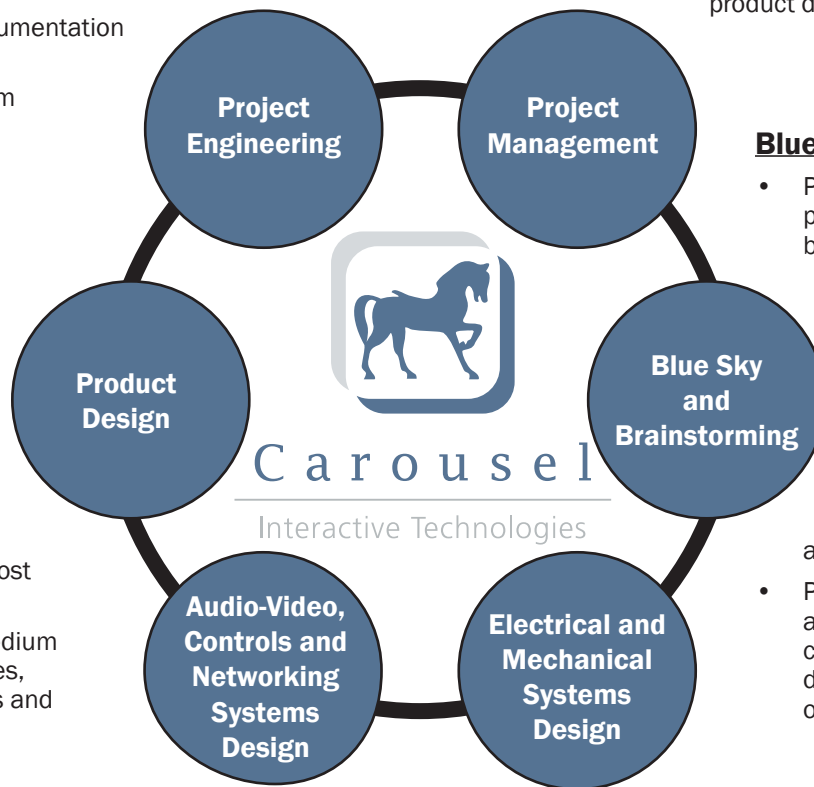 umentation
m
product d
Project
Engineering
Project
Management
Blue
•
P
p
b
Carousel
Interactive Technologies
Product
Design
Blue Sky
and
Brainstorming
ost
edium
es,
s and
Audio-Video,
Controls and
Networking
Systems
Design
Electrical and
Mechanical
Systems
Design
a
• P
a
c
d
o